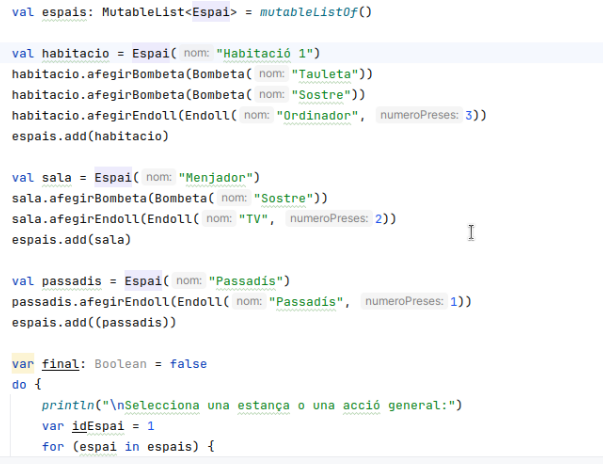 val espais: MutableList<Espai> = mutableListOf()
val habitacio = Espai( nom: "Habitació 1")
habitacio.afegirBombeta(Bombeta( nom: "Tauleta"))
habitacio.afegirBombeta(Bombeta( nom: "Sostre"))
habitacio.afegirEndoll(Endoll( nom: "Ordinador", numeroPreses: 3))
espais.add(habitacio)
val sala = Espai( nom: "Menjador")
sala.afegirBombeta(Bombeta( nom: "Sostre"))
sala.afegirEndoll(Endoll( nom: "TV", numeroPreses: 2))
espais.add(sala)
val passadis = Espai( nom: "Passadís")
passadis.afegirEndoll(Endoll( nom: "Passadís", numeroPreses: 1))
espais.add((passadis))
var final: Boolean = false
do {
println("\nSelecciona una estança o una acció general:")
var idEspai = 1
for (espai in espais) {